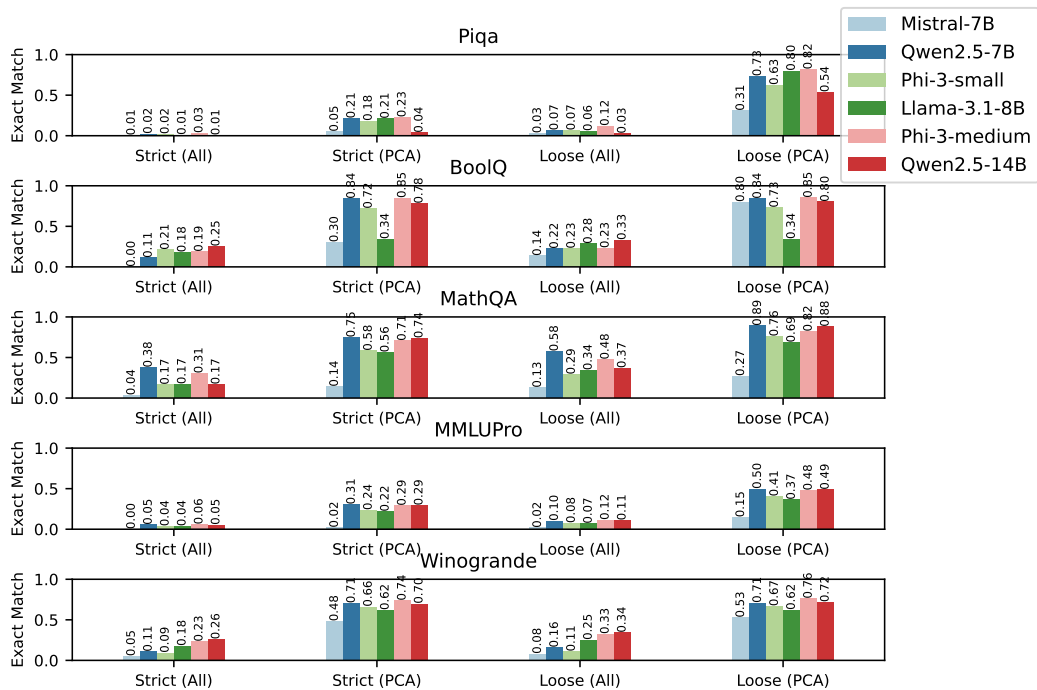 Piqa
Exact Match
1.0
0.5
0.0
0.01 0.02 0.02 0.01 0.03 0.01
0.05 0.21 0.18 0.21 0.23 0.04
0.03 0.07 0.07 0.06 0.12 0.03
0.31 0.73 0.63 0.80 0.82 0.54
Strict (All) Strict (PCA) Loose (All) Loose (PCA)
Mistral-7B
Qwen2.5-7B
Phi-3-small
Llama-3.1-8B
Phi-3-medium
Qwen2.5-14B
BoolQ
Exact Match
1.0
0.5
0.0
0.00 0.11 0.21 0.18 0.19 0.25
0.30 0.84 0.72 0.34 0.85 0.78
0.14 0.22 0.23 0.28 0.23 0.33
0.80 0.84 0.73 0.34 0.85 0.80
Strict (All) Strict (PCA) Loose (All) Loose (PCA)
MathQA
Exact Match
1.0
0.5
0.0
0.04 0.38 0.17 0.17 0.31 0.17
0.14 0.75 0.58 0.56 0.71 0.74
0.13 0.58 0.29 0.34 0.48 0.37
0.27 0.89 0.76 0.69 0.82 0.88
Strict (All) Strict (PCA) Loose (All) Loose (PCA)
MMLUPro
Exact Match
1.0
0.5
0.0
0.00 0.05 0.04 0.04 0.06 0.05
0.02 0.31 0.24 0.22 0.29 0.29
0.02 0.10 0.08 0.07 0.12 0.11
0.15 0.50 0.41 0.37 0.48 0.49
Strict (All) Strict (PCA) Loose (All) Loose (PCA)
Winogrande
Exact Match
1.0
0.5
0.0
0.05 0.11 0.09 0.18 0.23 0.26
0.48 0.71 0.66 0.62 0.74 0.70
0.08 0.16 0.11 0.25 0.33 0.34
0.53 0.71 0.67 0.62 0.76 0.72
Strict (All) Strict (PCA) Loose (All) Loose (PCA)